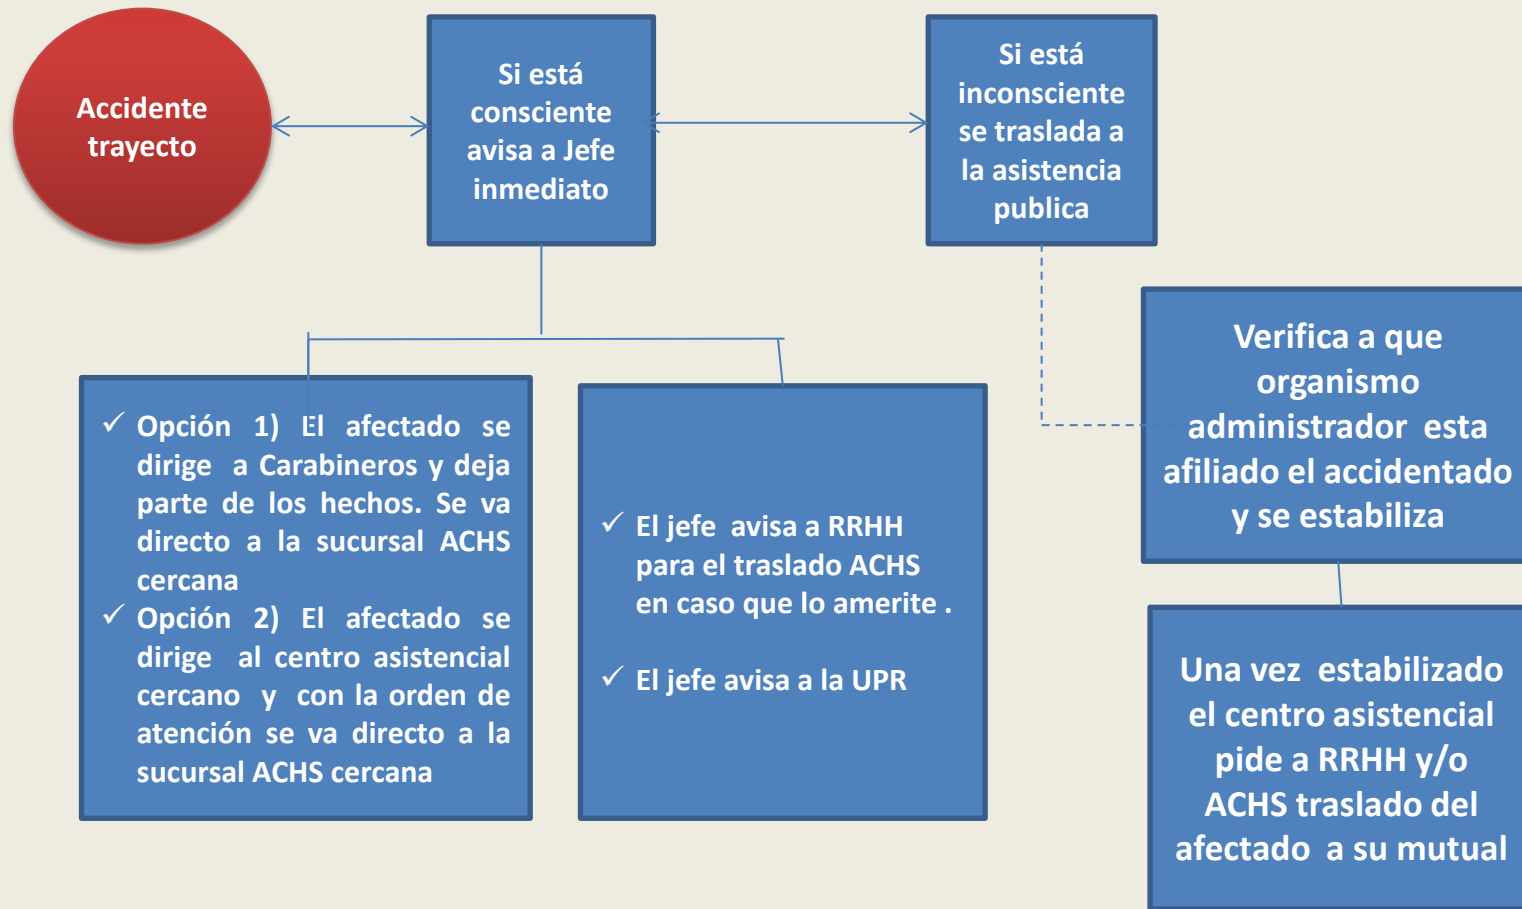 Accidente
trayecto
Si está
consciente
avisa a Jefe
inmediato
Si está
inconsciente
se traslada a
la asistencia
publica
✓ Opción 1) El afectado se
dirige a Carabineros y deja
parte de los hechos. Se va
directo a la sucursal ACHS
cercana
✓ Opción 2) El afectado se
dirige al centro asistencial
cercano y con la orden de
atención se va directo a la
sucursal ACHS cercana
✓ El jefe avisa a RRHH
para el traslado ACHS
en caso que lo amerite .
✓ El jefe avisa a la UPR
Verifica a que
organismo
administrador esta
afiliado el accidentado
y se estabiliza
Una vez estabilizado
el centro asistencial
pide a RRHH y/o
ACHS traslado del
afectado a su mutual